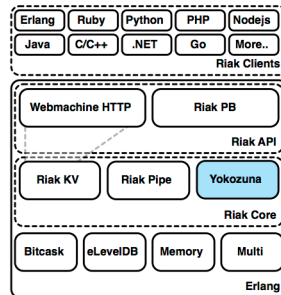 Erlang Ruby Python PHP Nodejs
Java C/C++ .NET Go More..
Riak Clients
Webmachine HTTP Riak PB
Riak API
Riak KV Riak Pipe Yokozuna
Riak Core
Bitcask eLevelDB Memory Multi
Erlang